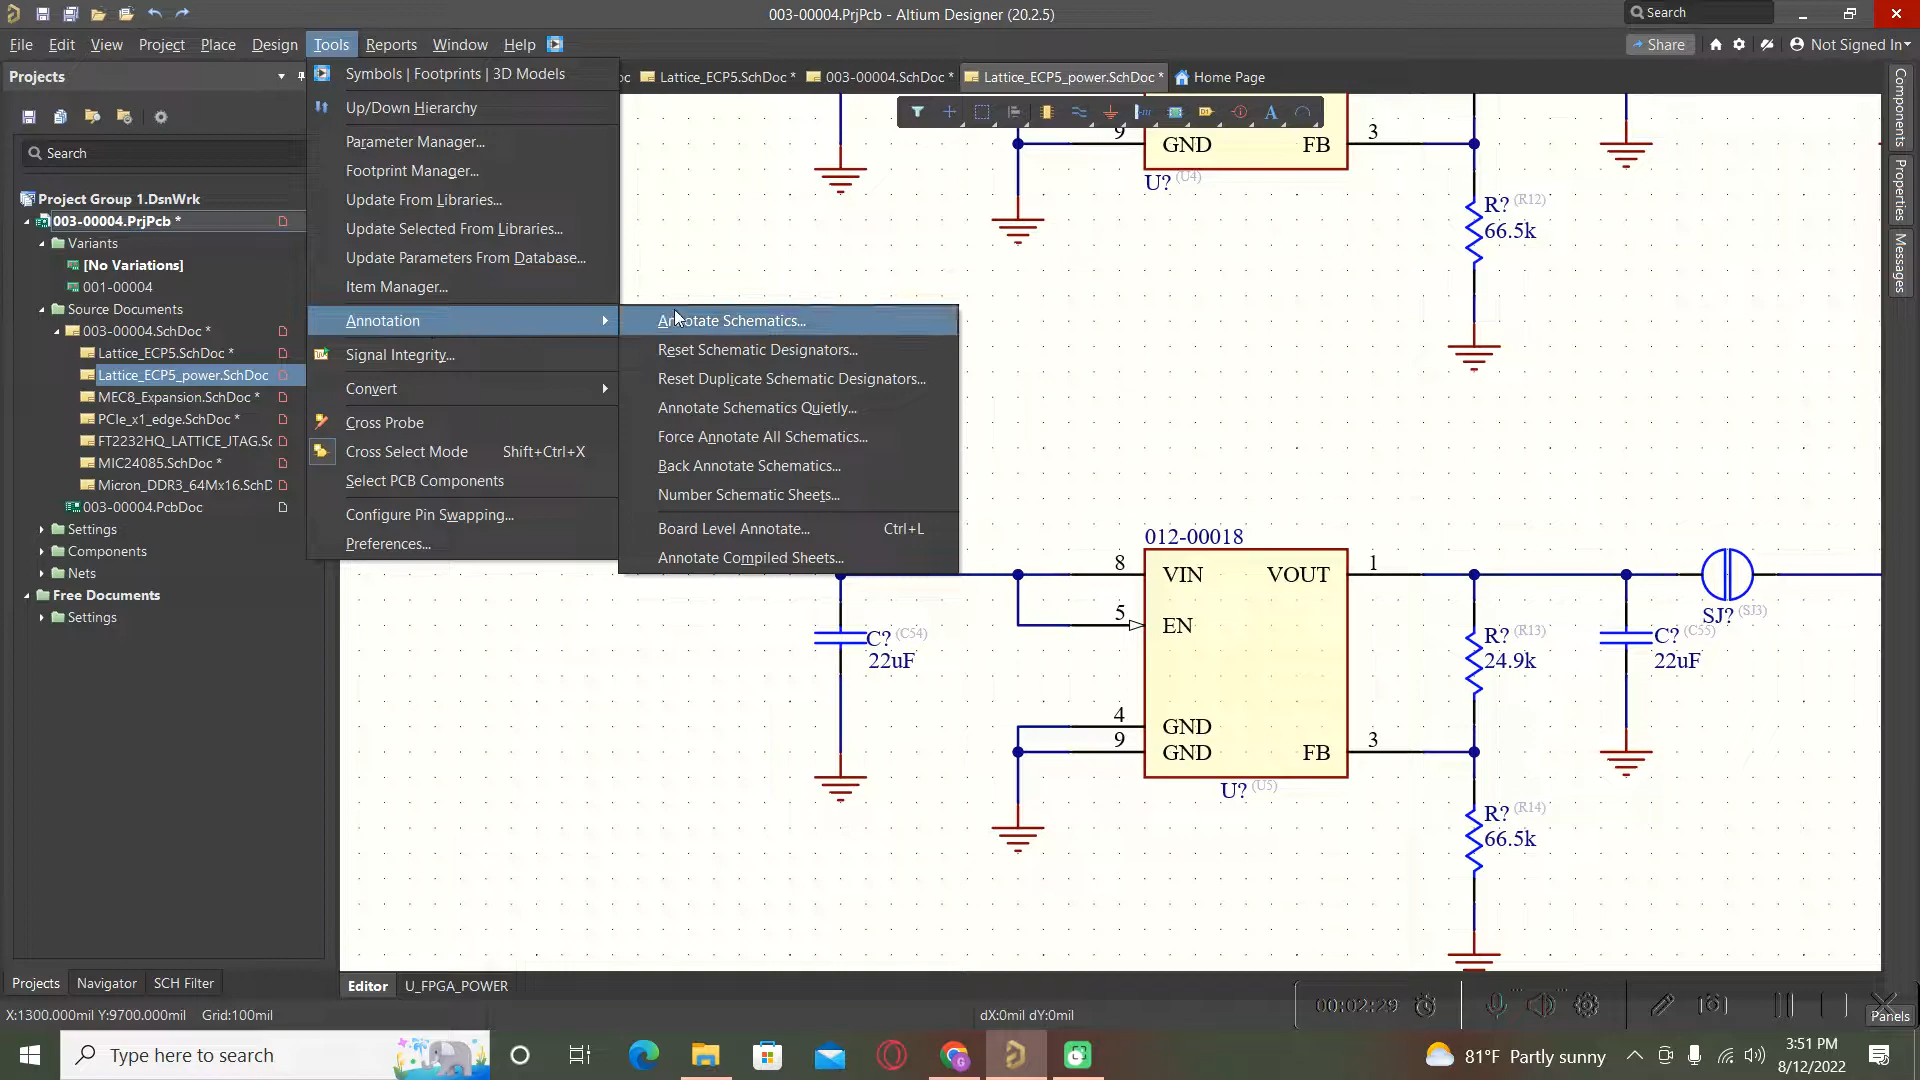 003-00004.PrjPcb - Altium Designer (20.2.5)
Search
File Edit View Project Place Design Tools Reports Window Help
Share
Not Signed In
Projects
Symbols | Footprints | 3D Models
Lattice_ECP5.SchDoc *
003-00004.SchDoc *
Lattice_ECP5_power.SchDoc *
Home Page
Search
Project Group 1.DsnWrk
003-00004.PrjPcb *
Variants
[No Variations]
001-00004
Source Documents
003-00004.SchDoc *
Lattice_ECP5.SchDoc *
Lattice_ECP5_power.SchDoc
MEC8_Expansion.SchDoc *
PCIe_x1_edge.SchDoc *
FT2232HQ_LATTICE_JTAG.Sc
MIC24085.SchDoc *
Micron_DDR3_64Mx16.SchD
003-00004.PcbDoc
Settings
Components
Nets
Free Documents
Settings
Up/Down Hierarchy
Parameter Manager...
Footprint Manager...
Update From Libraries...
Update Selected From Libraries...
Update Parameters From Database...
Item Manager...
Annotation
Signal Integrity...
Convert
Cross Probe
Cross Select Mode Shift+Ctrl+X
Select PCB Components
Configure Pin Swapping...
Preferences...
Annotate Schematics...
Reset Schematic Designators...
Reset Duplicate Schematic Designators...
Annotate Schematics Quietly...
Force Annotate All Schematics...
Back Annotate Schematics...
Number Schematic Sheets...
Board Level Annotate... Ctrl+L
Annotate Compiled Sheets...
9 GND FB 3
U? (U4)
R? (R12)
66.5k
012-00018
8 VIN VOUT 1
5 EN
4 GND
9 GND FB 3
U? (U5)
C? (C54)
22uF
R? (R13)
24.9k
C? (C55)
22uF
SJ? (SJ3)
R? (R14)
66.5k
Components
Properties
Messages
Projects Navigator SCH Filter
Editor U_FPGA_POWER
X:1300.000mil Y:9700.000mil Grid:100mil
dX:0mil dY:0mil
00:02:29
Panels
Type here to search
81°F Partly sunny
3:51 PM
8/12/2022